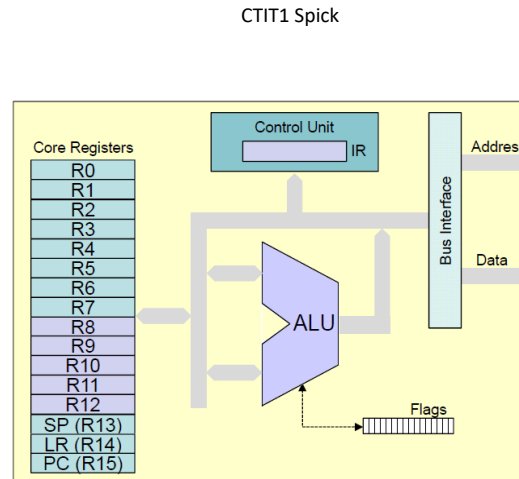 CTIT1 Spick
Control Unit
IR
Core Registers
R0
R1
R2
R3
R4
R5
R6
R7
R8
R9
R10
R11
R12
SP (R13)
LR (R14)
PC (R15)
ALU
Flags
Bus Interface
Addres
Data